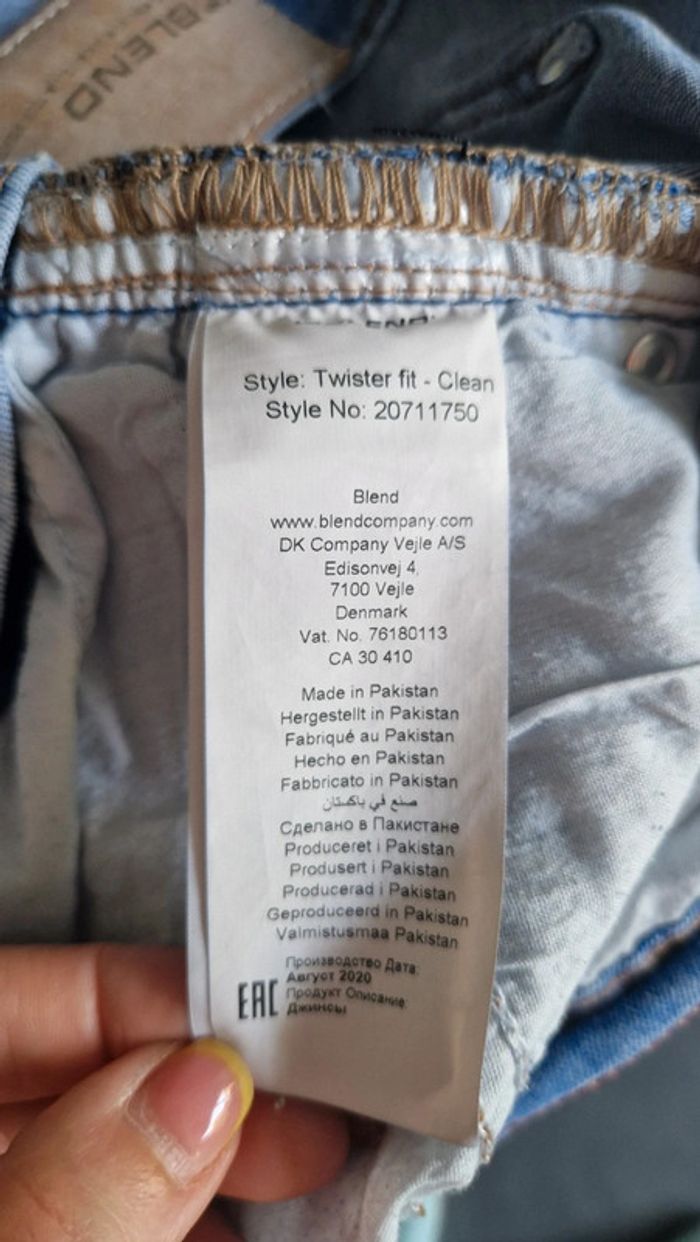 BLEND
Style: Twister fit - Clean
Style No: 20711750
Blend
www.blendcompany.com
DK Company Vejle A/S
Edisonvej 4,
7100 Vejle
Denmark
Vat. No. 76180113
CA 30 410
Made in Pakistan
Hergestellt in Pakistan
Fabriqué au Pakistan
Hecho en Pakistan
Fabbricato in Pakistan
صنع في باكستان
Сделано в Пакистане
Produceret i Pakistan
Produsert i Pakistan
Producerad i Pakistan
Geproduceerd in Pakistan
Valmistusmaa Pakistan
Производство Дата:
Август 2020
EAC Продукт Описание:
Джинсы